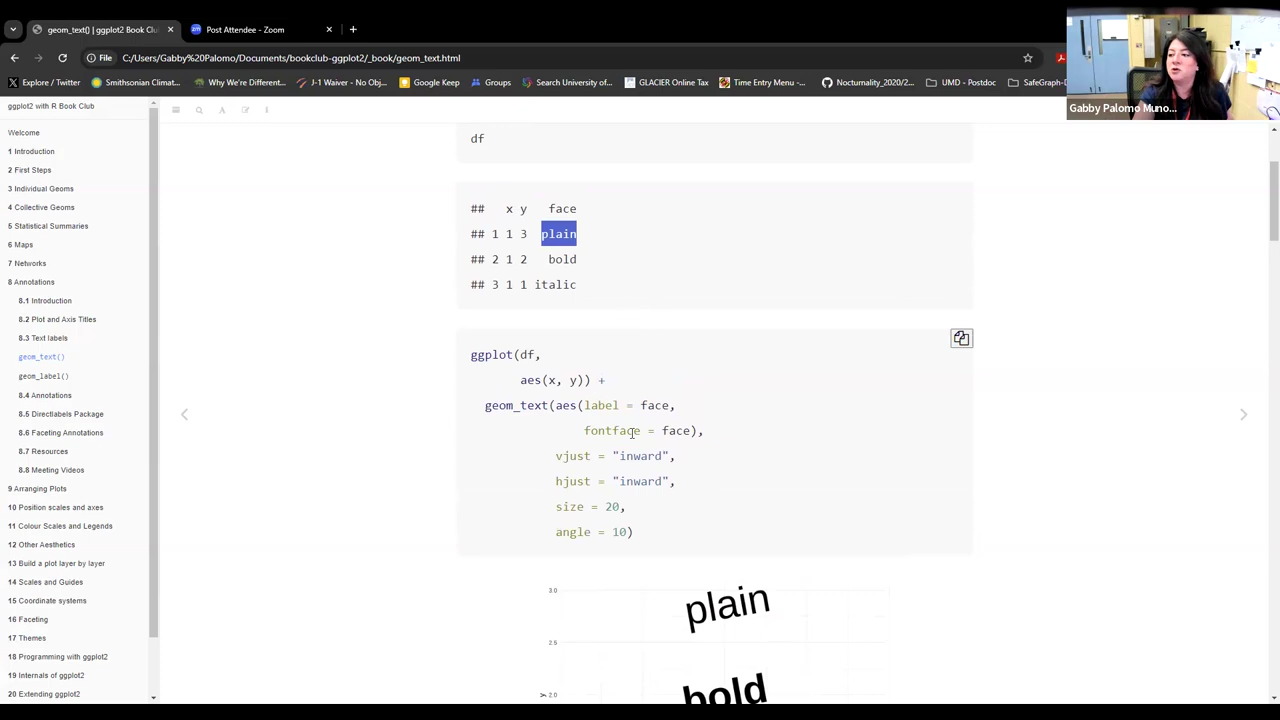 geom_text() | ggplot2 Book Clu
Post Attendee - Zoom
File
C:/Users/Gabby%20Palomo/Documents/bookclub-ggplot2/_book/geom_text.html
Explore / Twitter
Smithsonian Climat...
Why We're Different...
J-1 Waiver - No Obj...
Google Keep
Groups
Search University of...
GLACIER Online Tax
Time Entry Menu -...
Nocturnality_2020/2...
UMD - Postdoc
SafeGraph-D
Gabby Palomo Muno...
ggplot2 with R Book Club
Welcome
1 Introduction
2 First Steps
3 Individual Geoms
4 Collective Geoms
5 Statistical Summaries
6 Maps
7 Networks
8 Annotations
8.1 Introduction
8.2 Plot and Axis Titles
8.3 Text labels
geom_text()
geom_label()
8.4 Annotations
8.5 Directlabels Package
8.6 Faceting Annotations
8.7 Resources
8.8 Meeting Videos
9 Arranging Plots
10 Position scales and axes
11 Colour Scales and Legends
12 Other Aesthetics
13 Build a plot layer by layer
14 Scales and Guides
15 Coordinate systems
16 Faceting
17 Themes
18 Programming with ggplot2
19 Internals of ggplot2
20 Extending ggplot2
df
## x y face
## 1 1 3 plain
## 2 1 2 bold
## 3 1 1 italic
ggplot(df,
aes(x, y)) +
geom_text(aes(label = face,
fontface = face),
vjust = "inward",
hjust = "inward",
size = 20,
angle = 10)
3.0
plain
2.5
bold
2.0
y